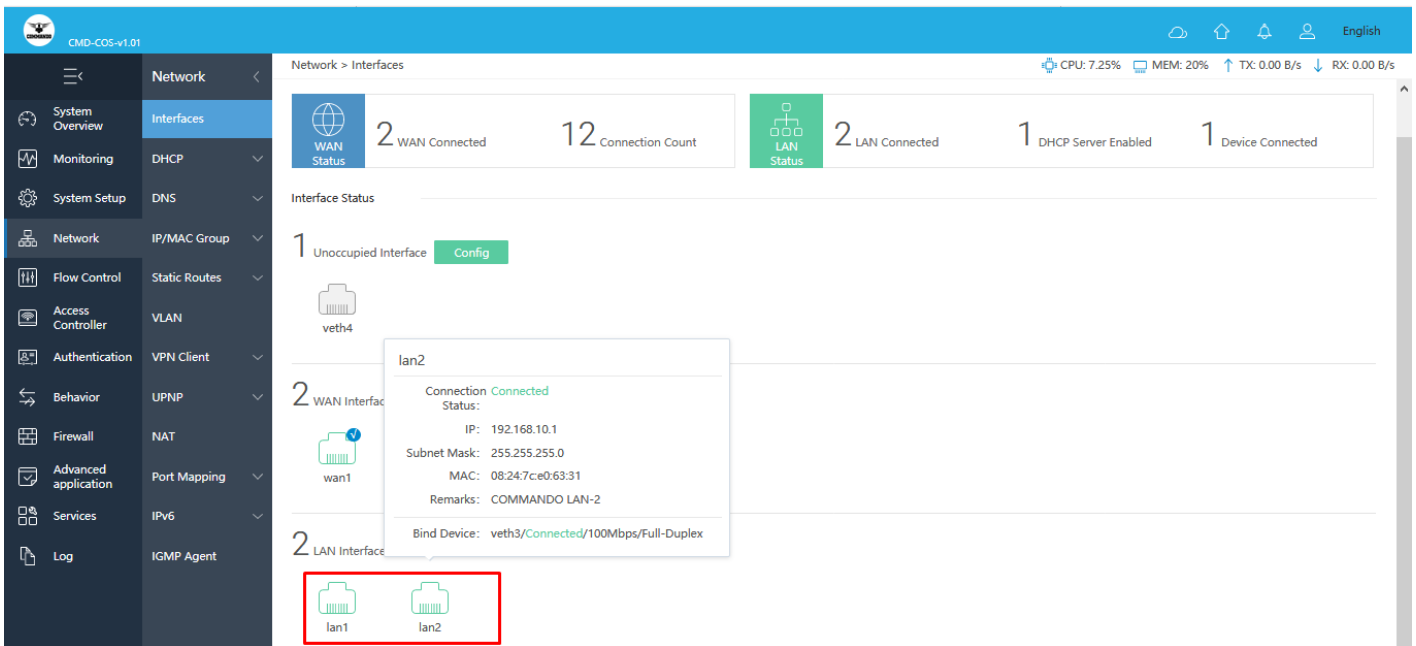 COMMANDO
CMD-COS-v1.01
English
Network
Network > Interfaces
CPU: 7.25% MEM: 20% TX: 0.00 B/s RX: 0.00 B/s
System Overview
Monitoring
System Setup
Network
Flow Control
Access Controller
Authentication
Behavior
Firewall
Advanced application
Services
Log
Interfaces
DHCP
DNS
IP/MAC Group
Static Routes
VLAN
VPN Client
UPNP
NAT
Port Mapping
IPv6
IGMP Agent
WAN Status
2 WAN Connected
12 Connection Count
LAN Status
2 LAN Connected
1 DHCP Server Enabled
1 Device Connected
Interface Status
1 Unoccupied Interface Config
veth4
2 WAN Interfac
wan1
lan2
Connection Status: Connected
IP: 192.168.10.1
Subnet Mask: 255.255.255.0
MAC: 08:24:7c:e0:63:31
Remarks: COMMANDO LAN-2
Bind Device: veth3/Connected/100Mbps/Full-Duplex
2 LAN Interface
lan1 lan2